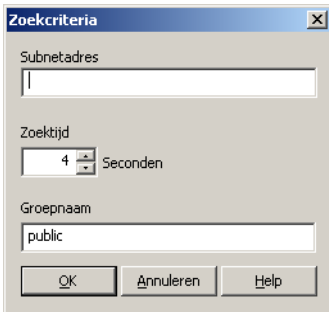 Zoekcriteria
Subnetadres
Zoektijd
4 Seconden
Groepnaam
public
OK Annuleren Help